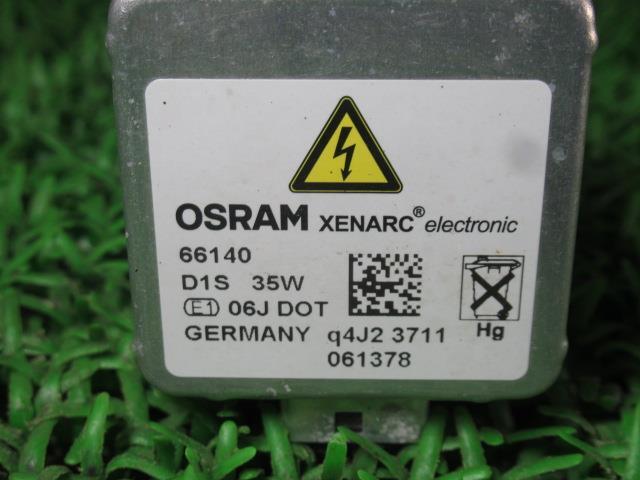 OSRAM XENARC® electronic
66140
D1S 35W
E1 06J DOT
GERMANY q4J2 3711
061378
Hg